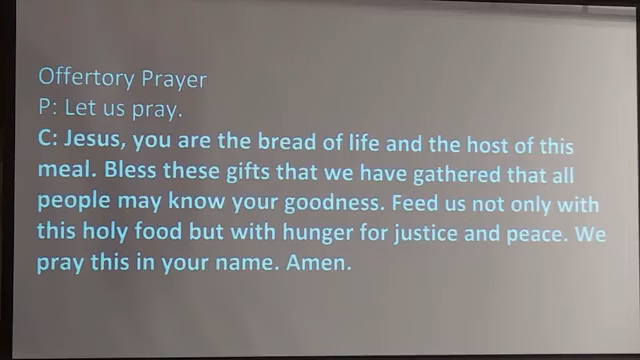 Offertory Prayer
P: Let us pray.
C: Jesus, you are the bread of life and the host of this
meal. Bless these gifts that we have gathered that all
people may know your goodness. Feed us not only with
this holy food but with hunger for justice and peace. We
pray this in your name. Amen.